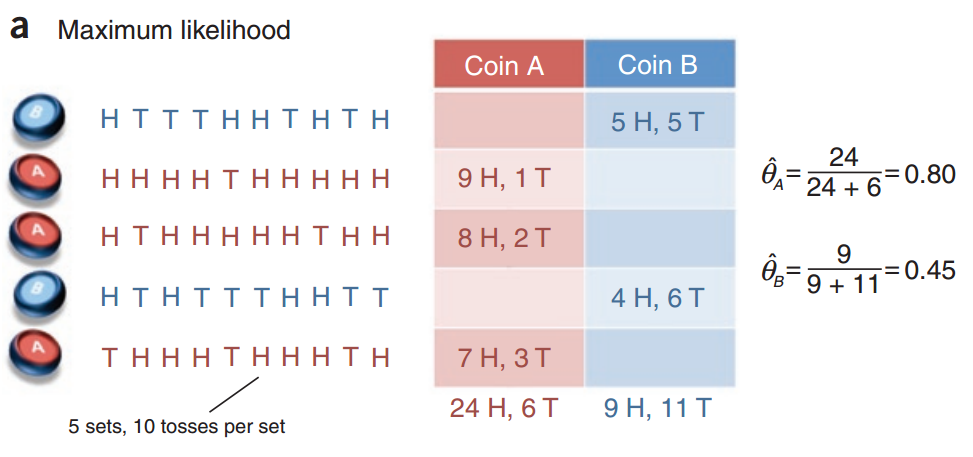 a Maximum likelihood
Coin A Coin B
B H T T T H H T H T H 5 H, 5 T
A H H H H T H H H H H 9 H, 1 T
θ̂A = 24 / (24 + 6) = 0.80
A H T H H H H H T H H 8 H, 2 T
θ̂B = 9 / (9 + 11) = 0.45
B H T H T T T H H T T 4 H, 6 T
A T H H H T H H H T H 7 H, 3 T
24 H, 6 T 9 H, 11 T
5 sets, 10 tosses per set